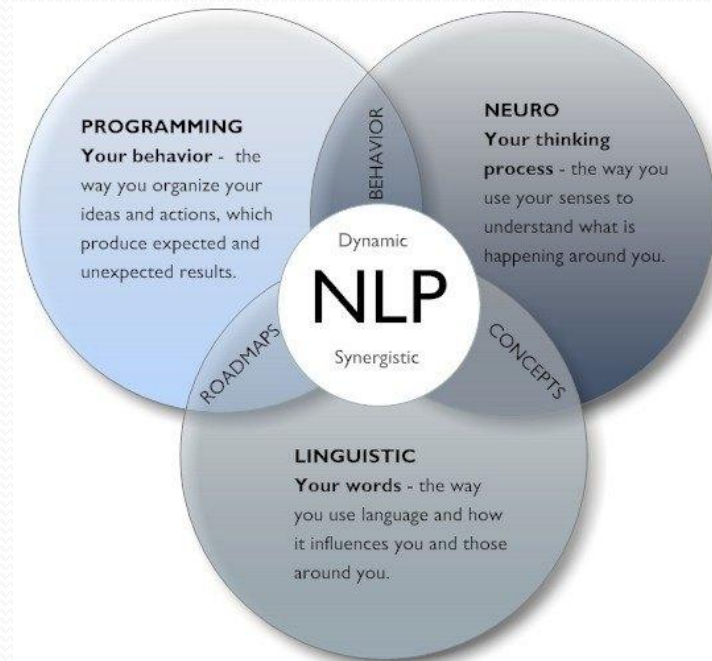 PROGRAMMING
Your behavior - the
way you organize your
ideas and actions, which
produce expected and
unexpected results.
BEHAVIOR
NEURO
Your thinking
process - the way you
use your senses to
understand what is
happening around you.
Dynamic
NLP
Synergistic
ROADMAPS
CONCEPTS
LINGUISTIC
Your words - the way
you use language and how
it influences you and those
around you.